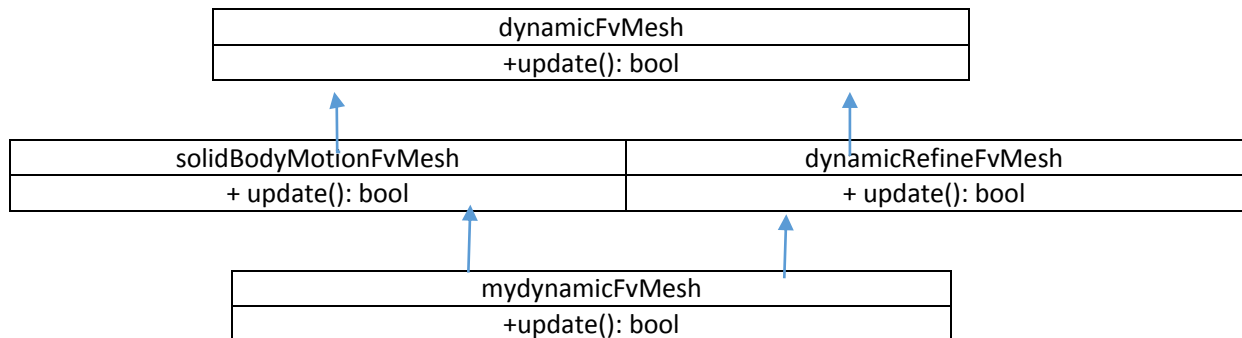 dynamicFvMesh
+update(): bool
solidBodyMotionFvMesh
dynamicRefineFvMesh
+ update(): bool
+ update(): bool
mydynamicFvMesh
+update(): bool